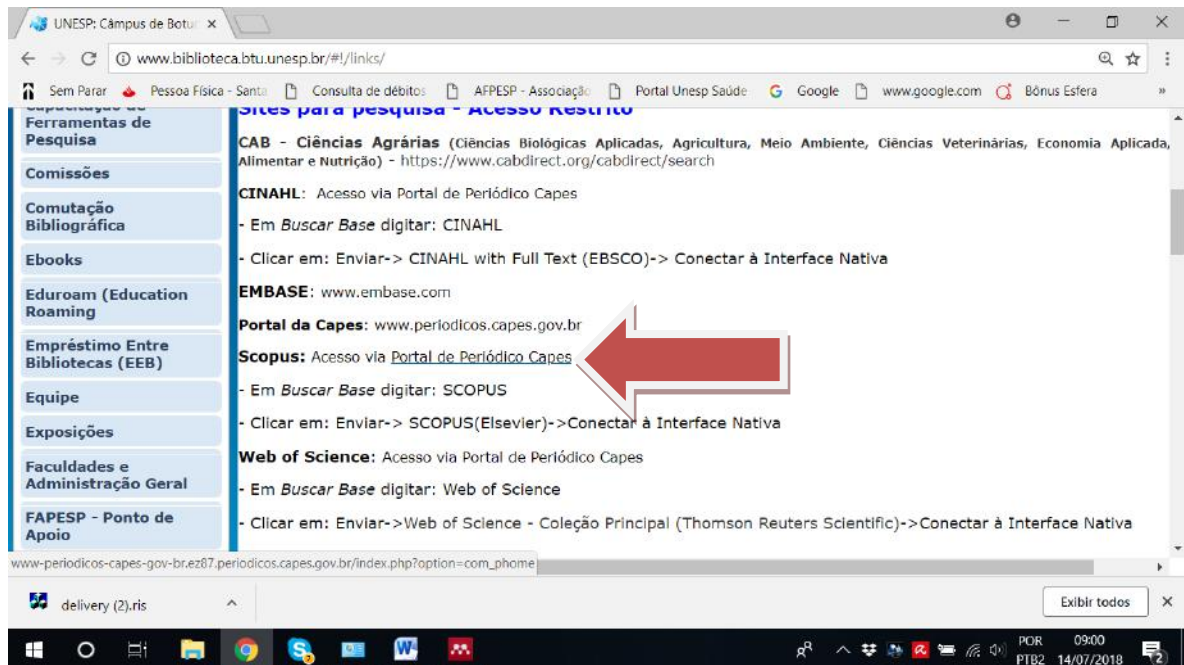 UNESP: Câmpus de Botu
www.biblioteca.btu.unesp.br/#!/links/
Sem Parar Pessoa Física - Santa Consulta de débitos AFPESP - Associação Portal Unesp Saúde Google www.google.com Bônus Esfera »
Capacitação de
Ferramentas de
Pesquisa
Comissões
Comutação
Bibliográfica
Ebooks
Eduroam (Education
Roaming
Empréstimo Entre
Bibliotecas (EEB)
Equipe
Exposições
Faculdades e
Administração Geral
FAPESP - Ponto de
Apoio
Sites para pesquisa - Acesso Restrito
CAB - Ciências Agrárias (Ciências Biológicas Aplicadas, Agricultura, Meio Ambiente, Ciências Veterinárias, Economia Aplicada,
Alimentar e Nutrição) - https://www.cabdirect.org/cabdirect/search
CINAHL: Acesso via Portal de Periódico Capes
- Em Buscar Base digitar: CINAHL
- Clicar em: Enviar-> CINAHL with Full Text (EBSCO)-> Conectar à Interface Nativa
EMBASE: www.embase.com
Portal da Capes: www.periodicos.capes.gov.br
Scopus: Acesso via Portal de Periódico Capes
- Em Buscar Base digitar: SCOPUS
- Clicar em: Enviar-> SCOPUS(Elsevier)->Conectar à Interface Nativa
Web of Science: Acesso via Portal de Periódico Capes
- Em Buscar Base digitar: Web of Science
- Clicar em: Enviar->Web of Science - Coleção Principal (Thomson Reuters Scientific)->Conectar à Interface Nativa
www-periodicos-capes-gov-br.ez87.periodicos.capes.gov.br/index.php?option=com_phome
delivery (2).ris
Exibir todos
POR 09:00
PTB2 14/07/2018
2